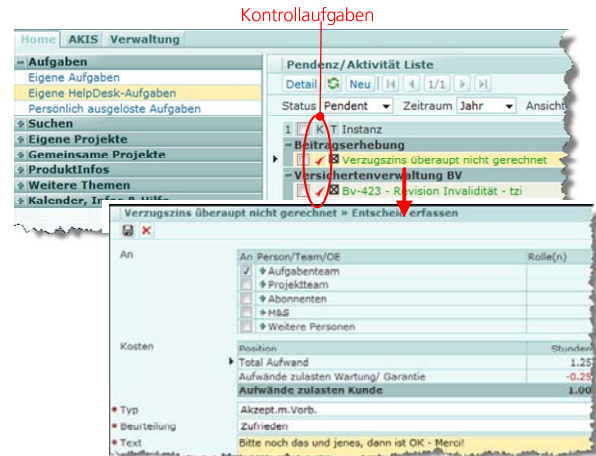 Kontrollaufgaben
Home AKIS Verwaltung
Aufgaben
Eigene Aufgaben
Eigene HelpDesk-Aufgaben
Persönlich ausgelöste Aufgaben
Suchen
Eigene Projekte
Gemeinsame Projekte
ProduktInfos
Weitere Themen
Kalender, Infos & Hilfe
Pendenz/Aktivität Liste
Detail Neu 1/1
Status Pendent Zeitraum Jahr Ansicht
1 K T Instanz
Beitragserhebung
Verzugszins überaupt nicht gerechnet
Versichertenverwaltung BV
Bv-423 - Revision Invalidität - tzi
Verzugszins überaupt nicht gerechnet » Entscheid erfassen
An
An Person/Team/OE Rolle(n)
Aufgabenteam
Projektteam
Abonnenten
M&S
Weitere Personen
Kosten
Position Stunden
Total Aufwand 1.25
Aufwände zulasten Wartung/ Garantie -0.25
Aufwände zulasten Kunde 1.00
Typ Akzept.m.Vorb.
Beurteilung Zufrieden
Text Bitte noch das und jenes, dann ist OK - Merci!